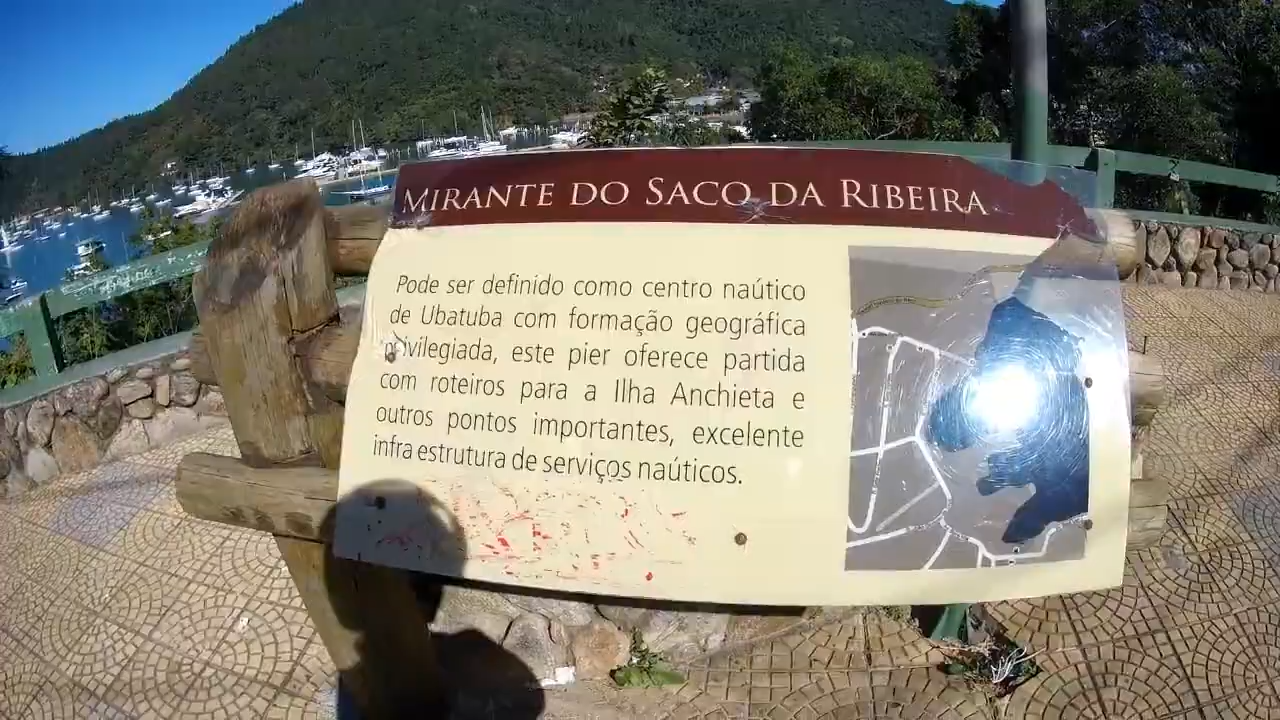 MIRANTE DO SACO DA RIBEIRA
Pode ser definido como centro naútico
de Ubatuba com formação geográfica
privilegiada, este pier oferece partida
com roteiros para a Ilha Anchieta e
outros pontos importantes, excelente
infra estrutura de serviços naúticos.